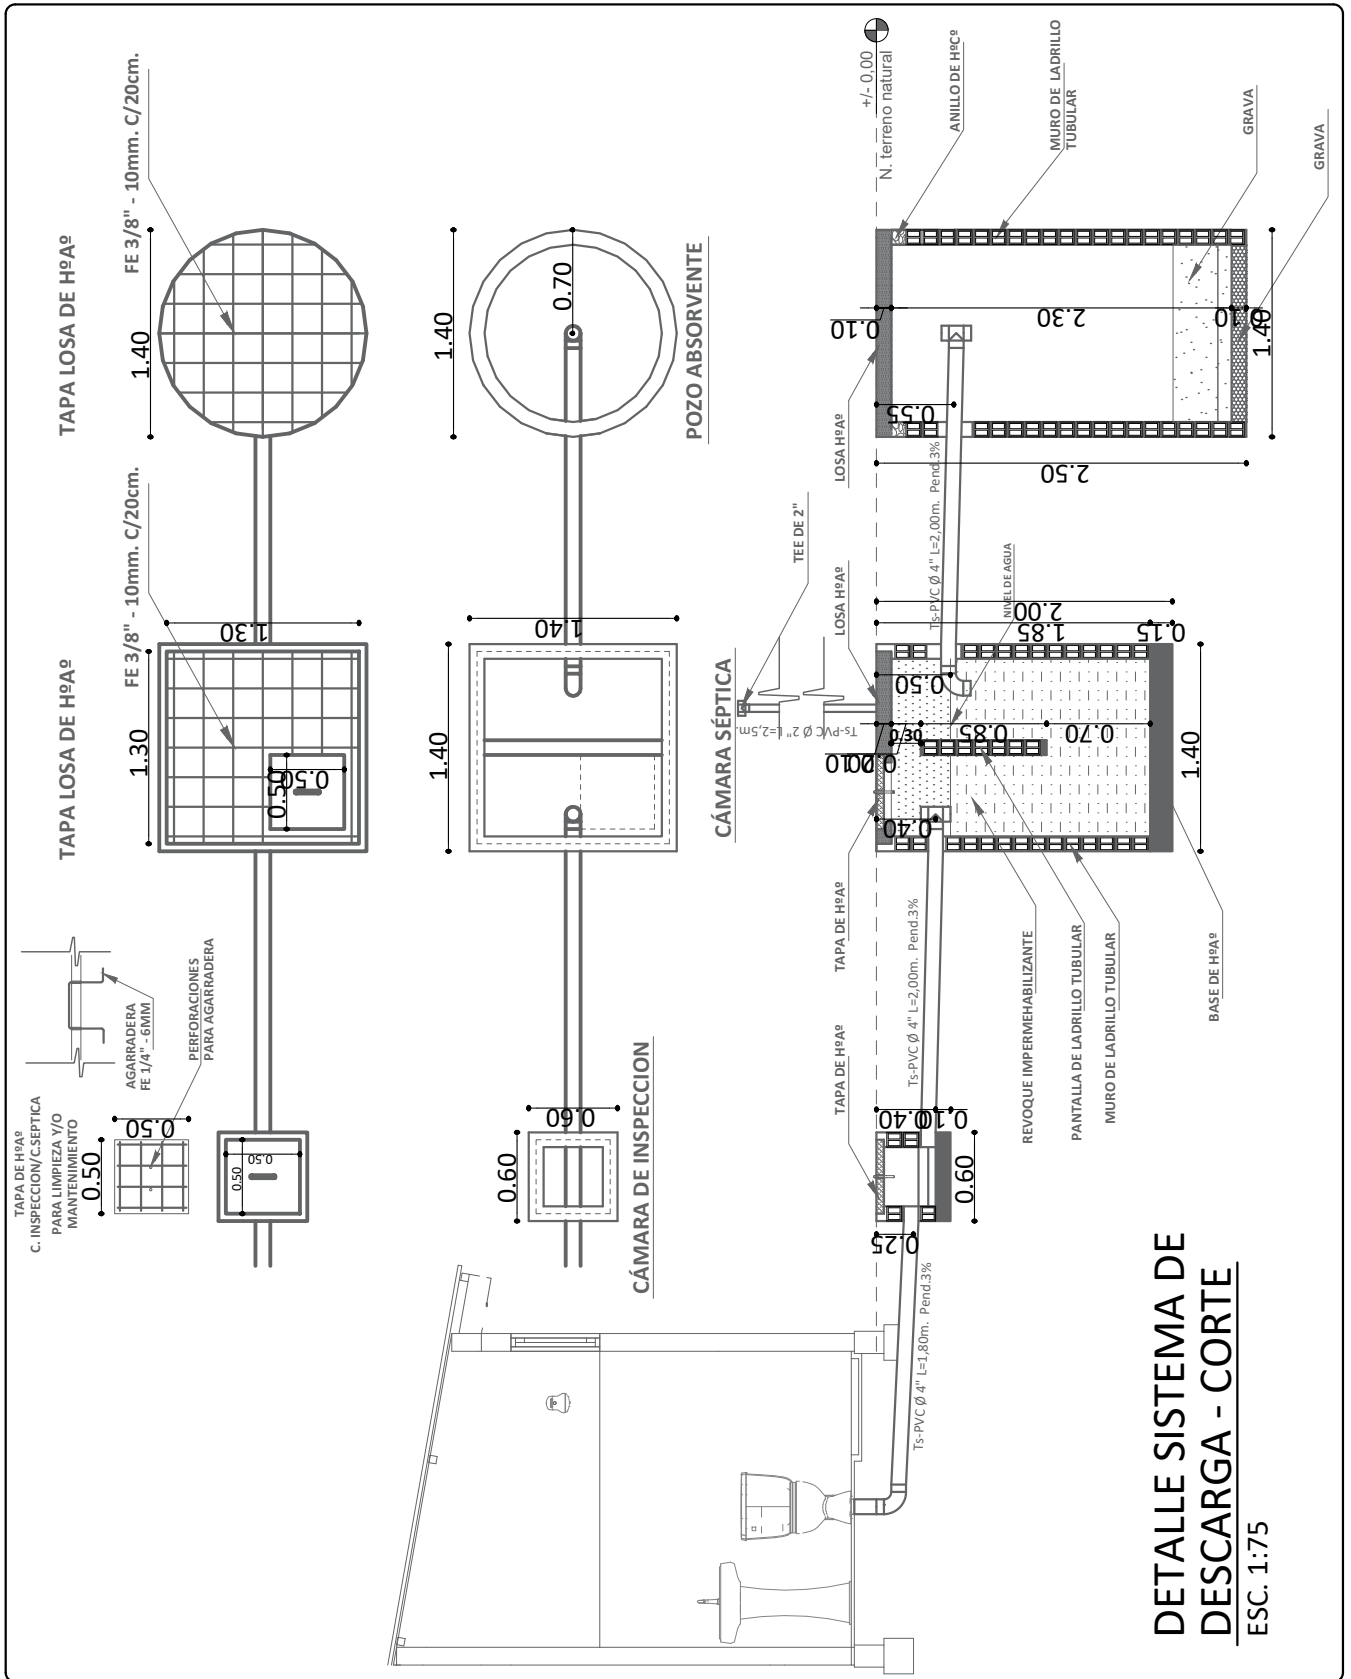 TAPA DE HºAº
C. INSPECCION/C.SEPTICA
PARA LIMPIEZA Y/O
MANTENIMIENTO
0.50
0.50
AGARRADERA
FE 1/4" - 6MM
PERFORACIONES
PARA AGARRADERA
0.50
0.50
TAPA LOSA DE HºAº
1.30
1.30
0.50
0.50
FE 3/8" - 10mm. C/20cm.
TAPA LOSA DE HºAº
1.40
FE 3/8" - 10mm. C/20cm.
0.60
0.60
CÁMARA DE INSPECCION
1.40
1.40
CÁMARA SÉPTICA
1.40
0.70
POZO ABSORVENTE
Ts-PVC Ø 4" L=1,80m. Pend.3%
0.25
TAPA DE HºAº
0.40
0.60
Ts-PVC Ø 4" L=2,00m. Pend.3%
TAPA DE HºAº
0.40
Ts-PVC Ø 2" L=2,5m.
TEE DE 2"
LOSA HºAº
0.50
0.30
0.85
0.70
1.85
0.15
2.00
1.40
NIVEL DE AGUA
REVOQUE IMPERMEHABILIZANTE
PANTALLA DE LADRILLO TUBULAR
MURO DE LADRILLO TUBULAR
BASE DE HºAº
Ts-PVC Ø 4" L=2,00m. Pend.3%
LOSA HºAº
0.10
0.55
2.30
2.50
1.40
+/- 0,00
N. terreno natural
ANILLO DE HºCº
MURO DE LADRILLO
TUBULAR
GRAVA
GRAVA
DETALLE SISTEMA DE
DESCARGA - CORTE
ESC. 1:75